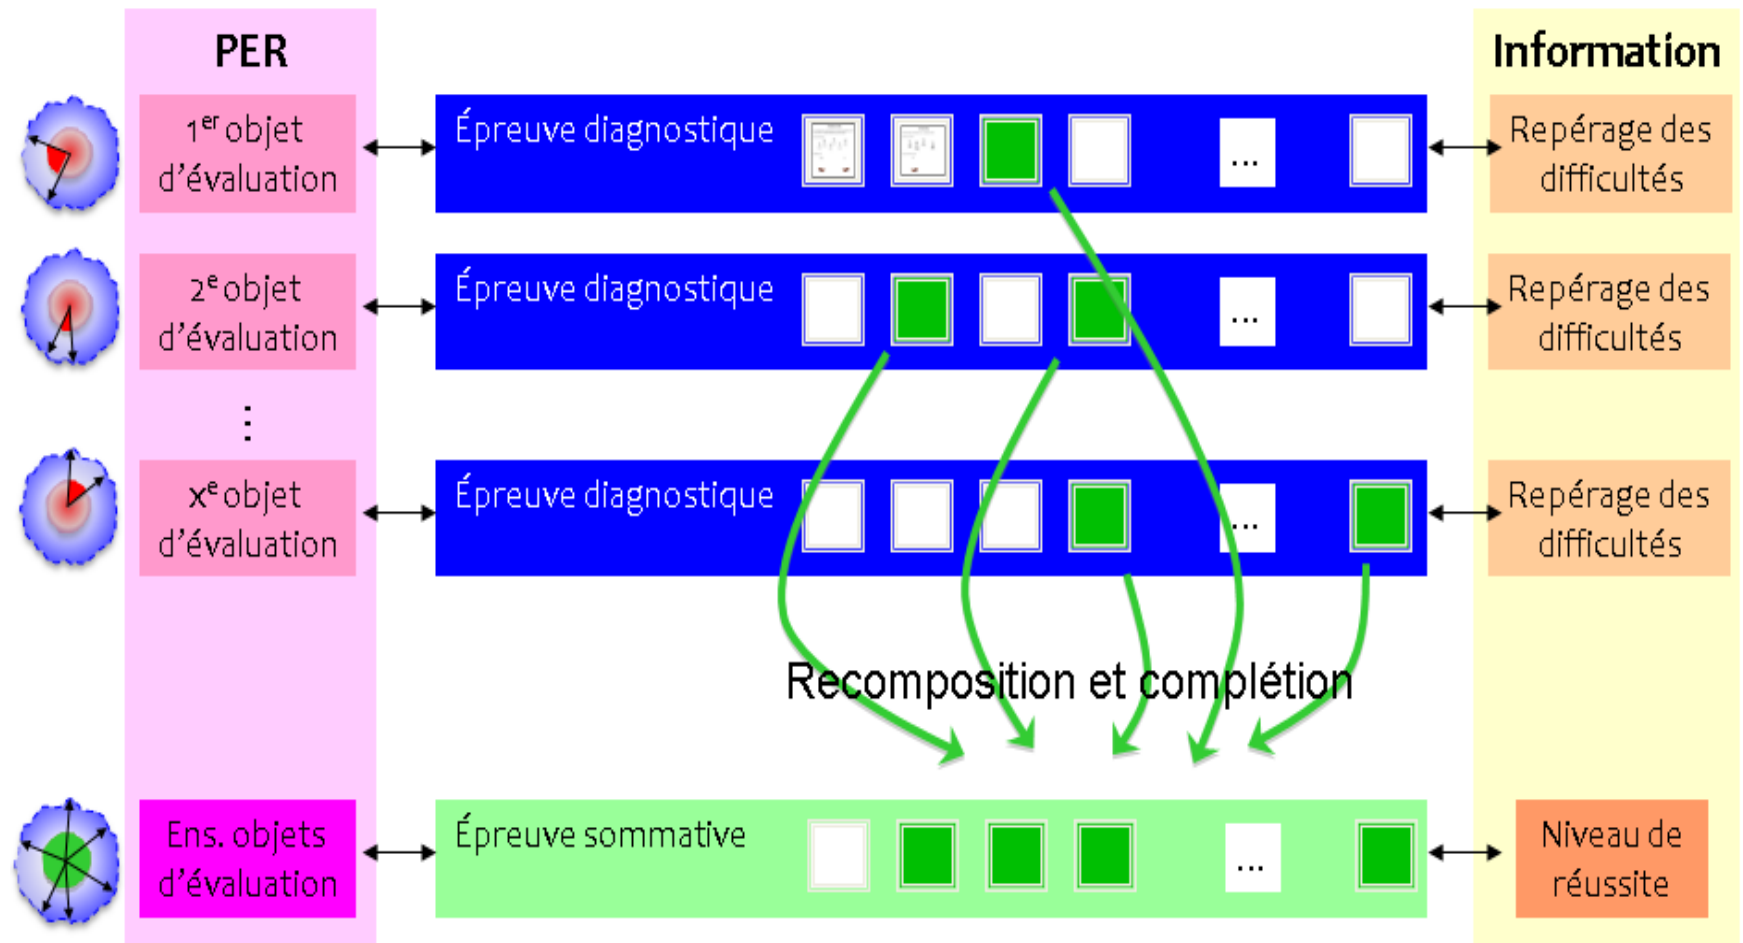 PER
Information
1er objet
d'évaluation
Épreuve diagnostique
...
Repérage des
difficultés
2e objet
d'évaluation
Épreuve diagnostique
...
Repérage des
difficultés
...
xe objet
d'évaluation
Épreuve diagnostique
...
Repérage des
difficultés
Recomposition et complétion
Ens. objets
d'évaluation
Épreuve sommative
...
Niveau de
réussite